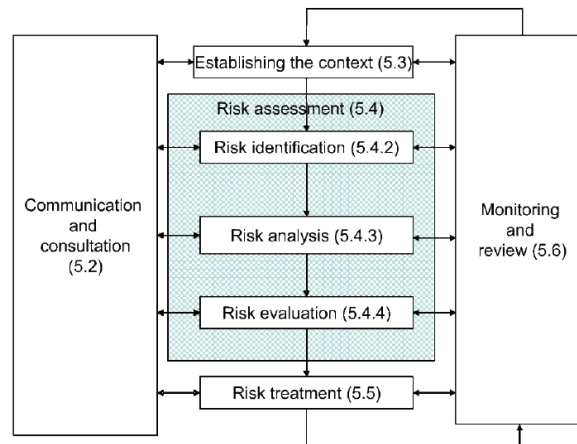 Establishing the context (5.3)
Risk assessment (5.4)
Risk identification (5.4.2)
Communication
and
consultation
(5.2)
Monitoring
and
review (5.6)
Risk analysis (5.4.3)
Risk evaluation (5.4.4)
Risk treatment (5.5)